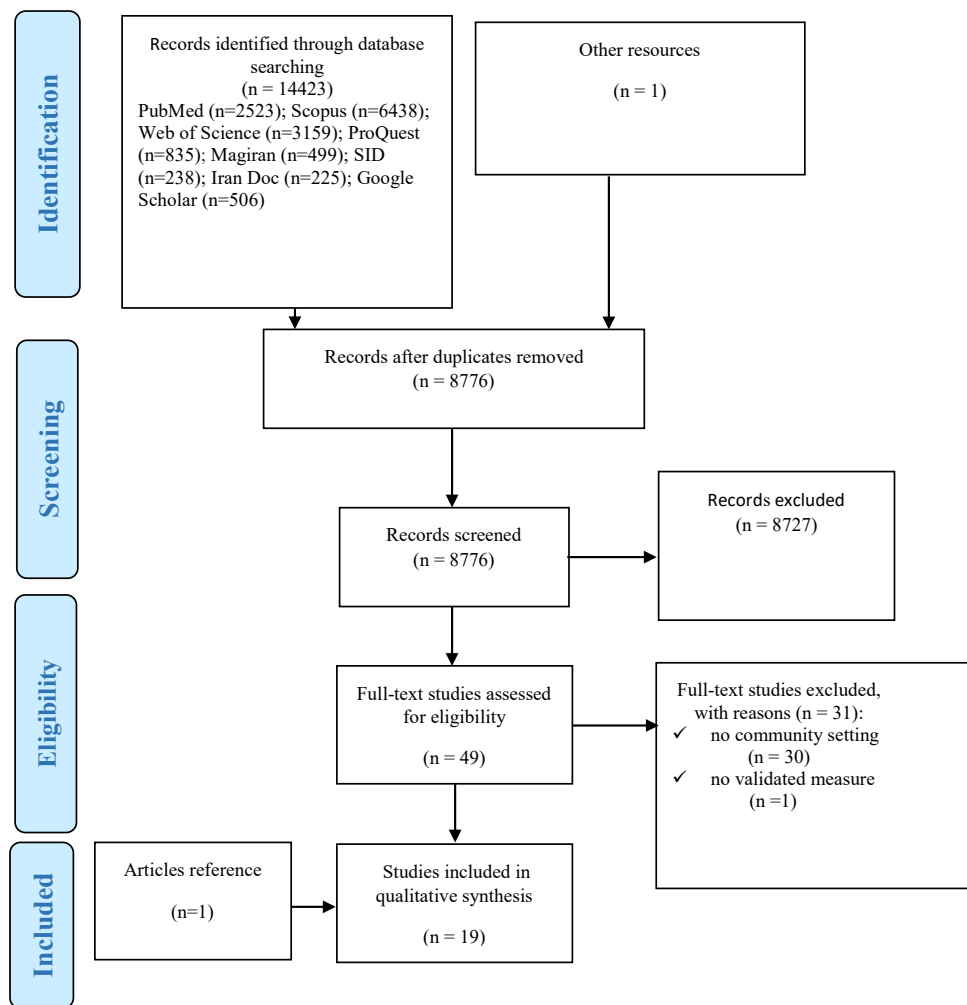 Identification
Records identified through database
searching
(n = 14423)
PubMed (n=2523); Scopus (n=6438);
Web of Science (n=3159); ProQuest
(n=835); Magiran (n=499); SID
(n=238); Iran Doc (n=225); Google
Scholar (n=506)
Other resources
(n = 1)
Screening
Records after duplicates removed
(n = 8776)
Records screened
(n = 8776)
Records excluded
(n = 8727)
Eligibility
Full-text studies assessed
for eligibility
(n = 49)
Full-text studies excluded,
with reasons (n = 31):
✓ no community setting
(n = 30)
✓ no validated measure
(n =1)
Included
Articles reference
(n=1)
Studies included in
qualitative synthesis
(n = 19)